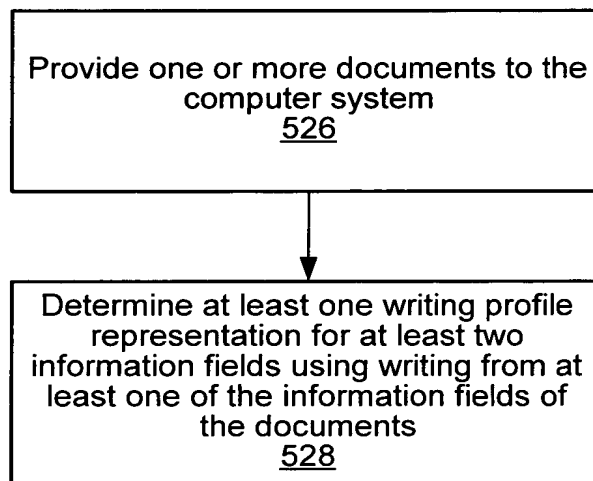 Provide one or more documents to the
computer system
526
Determine at least one writing profile
representation for at least two
information fields using writing from at
least one of the information fields of
the documents
528